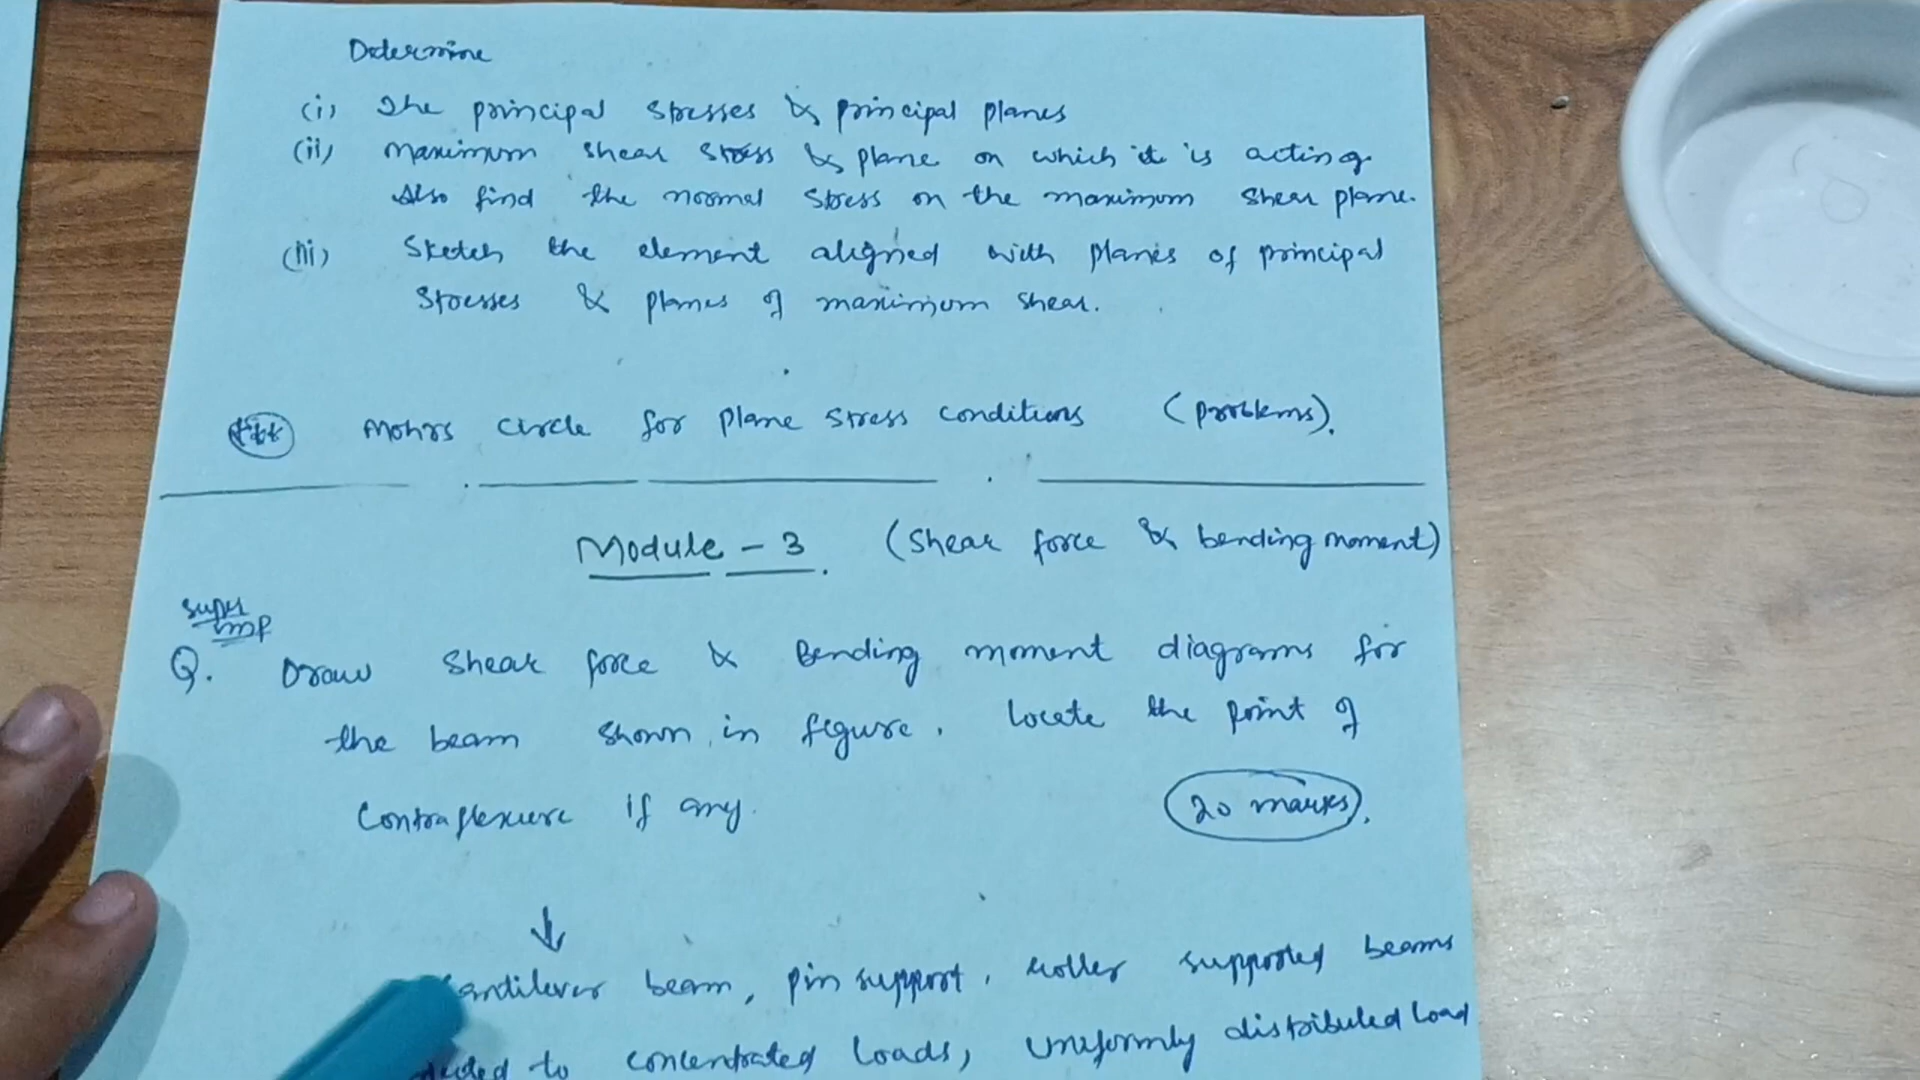 Determine
(i) The principal stresses & principal planes
(ii) maximum shear stress & plane on which it is acting.
Also find the normal stress on the maximum shear plane.
(iii) Sketch the element aligned with planes of principal
stresses & planes of maximum shear.
*** Mohrs circle for plane stress conditions (problems).
Module - 3. (Shear force & bending moment)
super imp
Q. Draw shear force & Bending moment diagrams for
the beam shown in figure. Locate the point of
Contraflexure if any. 20 marks.
↓
Cantilever beam, pin support, roller supported beams
to concentrated loads, uniformly distributed load